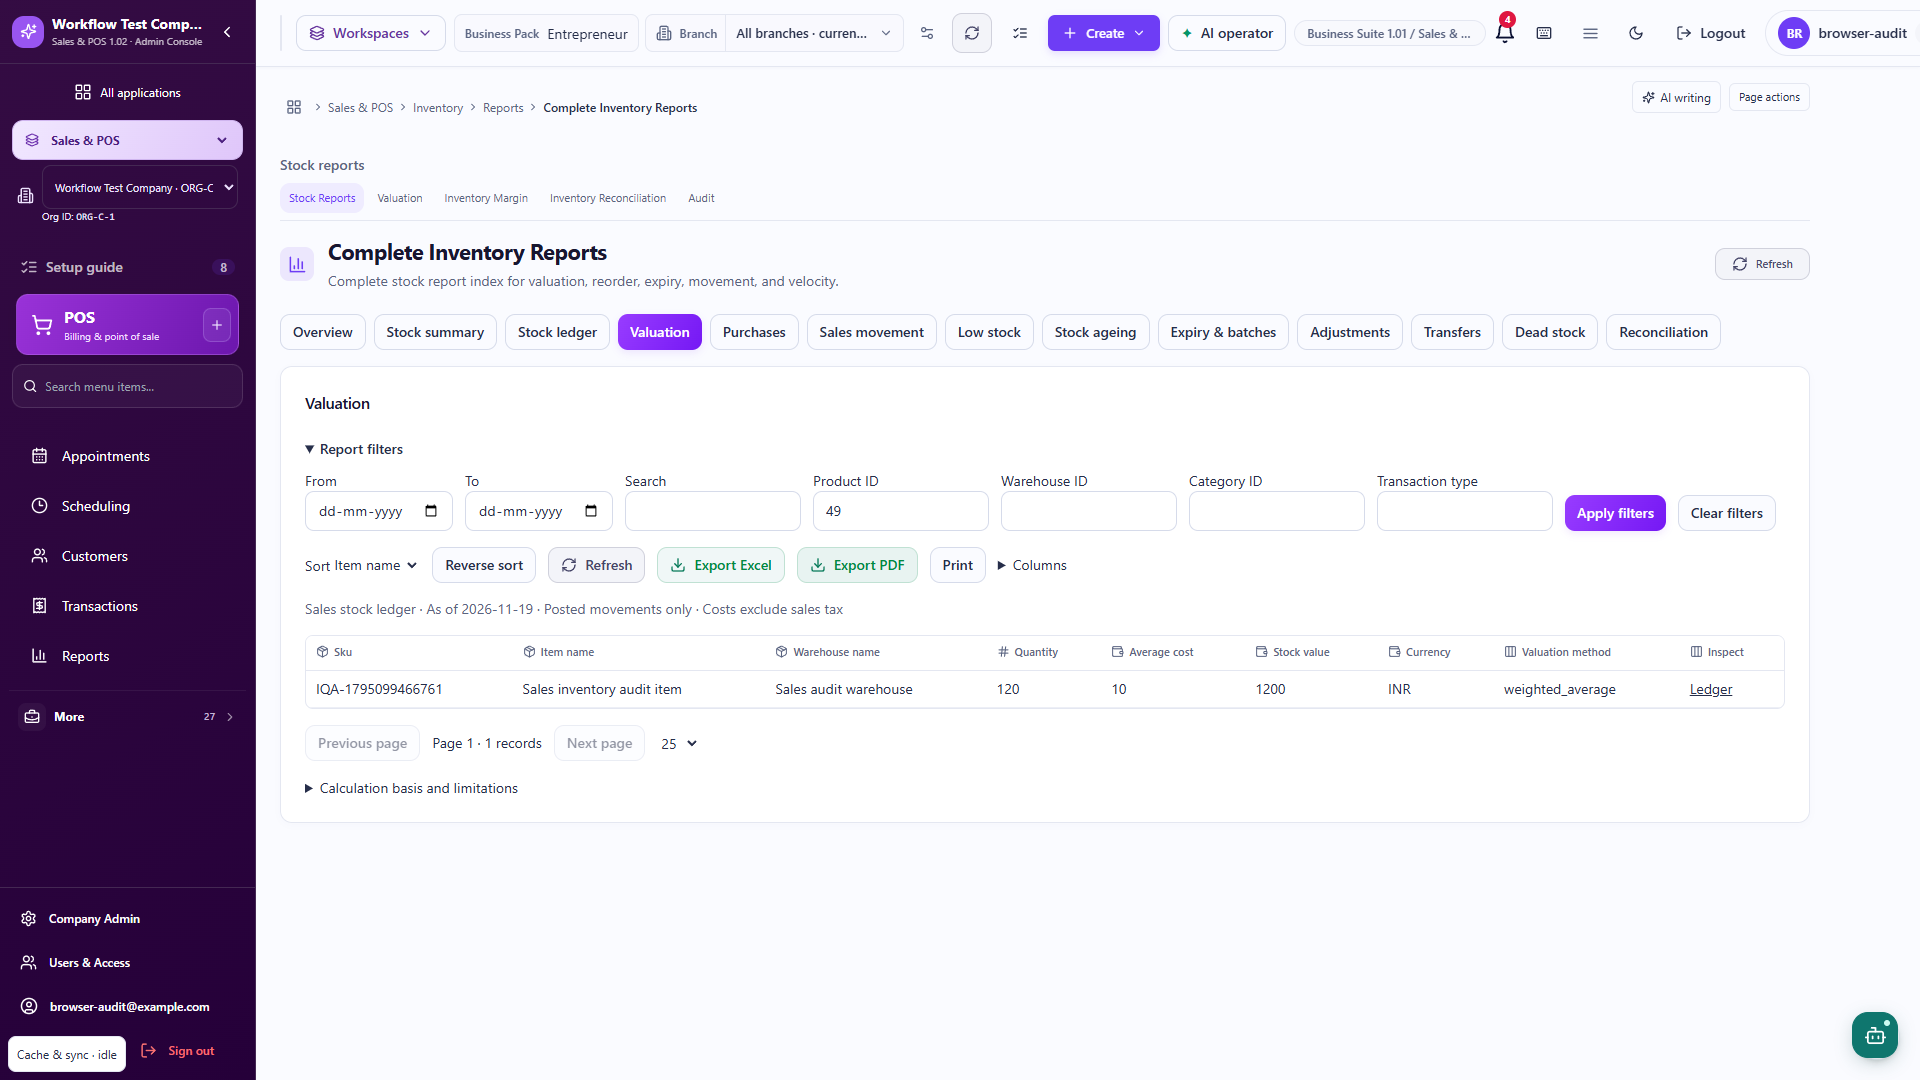 Workflow Test Comp...
Sales & POS 1.02 · Admin Console
All applications
Sales & POS
Workflow Test Company · ORG-C
Org ID: ORG-C-1
Setup guide 8
POS
Billing & point of sale
Search menu items...
Appointments
Scheduling
Customers
Transactions
Reports
More 27
Company Admin
Users & Access
browser-audit@example.com
Cache & sync · idle
Sign out
Workspaces
Business Pack Entrepreneur
Branch All branches · curren...
Create
AI operator
Business Suite 1.01 / Sales & ...
4
Logout
BR browser-audit
Sales & POS > Inventory > Reports > Complete Inventory Reports
AI writing
Page actions
Stock reports
Stock Reports Valuation Inventory Margin Inventory Reconciliation Audit
Complete Inventory Reports
Complete stock report index for valuation, reorder, expiry, movement, and velocity.
Refresh
Overview Stock summary Stock ledger Valuation Purchases Sales movement Low stock Stock ageing Expiry & batches Adjustments Transfers Dead stock Reconciliation
Valuation
Report filters
From To Search Product ID Warehouse ID Category ID Transaction type
dd-mm-yyyy dd-mm-yyyy 49 Apply filters Clear filters
Sort Item name Reverse sort Refresh Export Excel Export PDF Print Columns
Sales stock ledger · As of 2026-11-19 · Posted movements only · Costs exclude sales tax
Sku Item name Warehouse name Quantity Average cost Stock value Currency Valuation method Inspect
IQA-1795099466761 Sales inventory audit item Sales audit warehouse 120 10 1200 INR weighted_average Ledger
Previous page Page 1 · 1 records Next page 25
Calculation basis and limitations